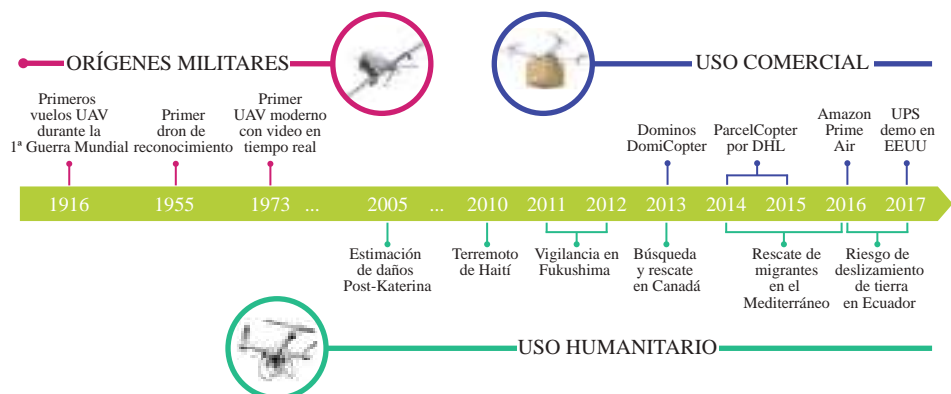 ORÍGENES MILITARES
USO COMERCIAL
Primeros
vuelos UAV
durante la
1ª Guerra Mundial
Primer
dron de
reconocimiento
Primer
UAV moderno
con video en
tiempo real
Dominos
DomiCopter
ParcelCopter
por DHL
Amazon
Prime
Air
UPS
demo en
EEUU
1916 1955 1973 ... 2005 ... 2010 2011 2012 2013 2014 2015 2016 2017
Estimación
de daños
Post-Katerina
Terremoto
de Haití
Vigilancia en
Fukushima
Búsqueda
y rescate
en Canadá
Rescate de
migrantes
en el
Mediterráneo
Riesgo de
deslizamiento
de tierra
en Ecuador
USO HUMANITARIO